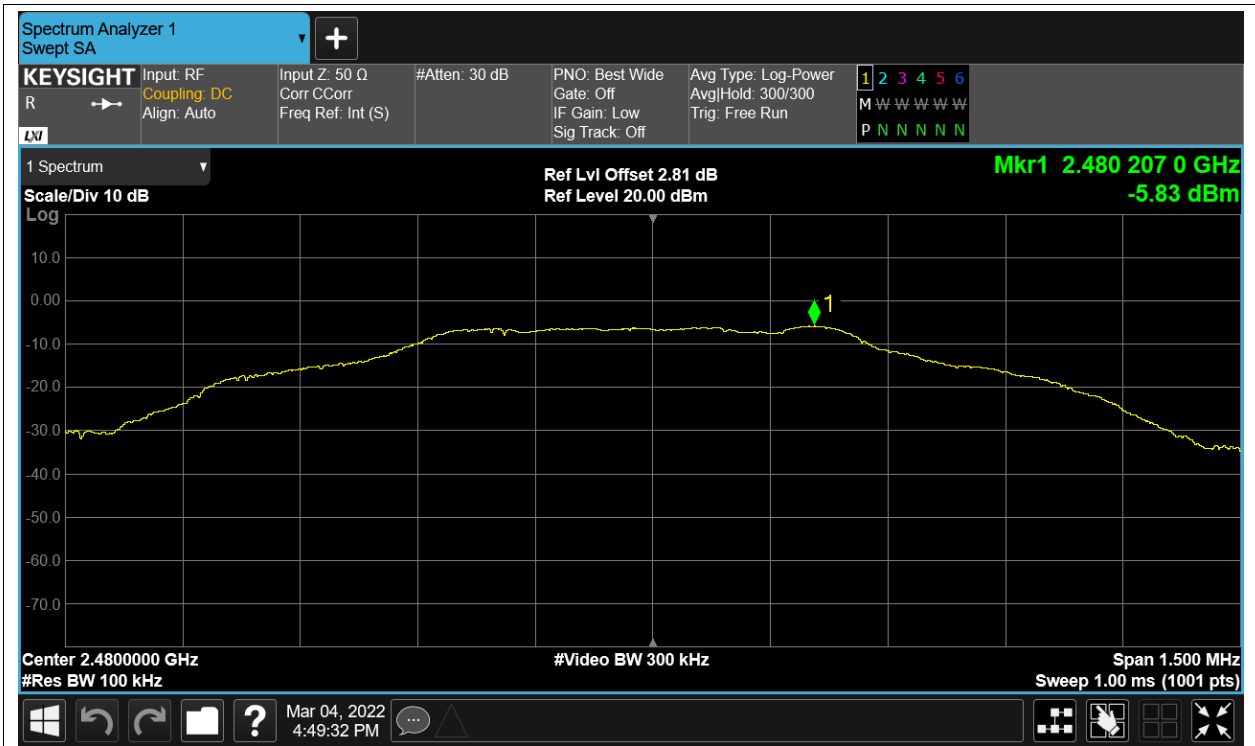 Spectrum Analyzer 1
Swept SA
KEYSIGHT
R
LXI
Input: RF
Coupling: DC
Align: Auto
Input Z: 50 Ω
Corr CCorr
Freq Ref: Int (S)
#Atten: 30 dB
PNO: Best Wide
Gate: Off
IF Gain: Low
Sig Track: Off
Avg Type: Log-Power
Avg|Hold: 300/300
Trig: Free Run
1 2 3 4 5 6
M W W W W W W
P N N N N N N
1 Spectrum
Scale/Div 10 dB
Log
Ref Lvl Offset 2.81 dB
Ref Level 20.00 dBm
Mkr1 2.480 207 0 GHz
-5.83 dBm
10.0
0.00
1
-10.0
-20.0
-30.0
-40.0
-50.0
-60.0
-70.0
Center 2.4800000 GHz
#Res BW 100 kHz
#Video BW 300 kHz
Span 1.500 MHz
Sweep 1.00 ms (1001 pts)
?
Mar 04, 2022
4:49:32 PM